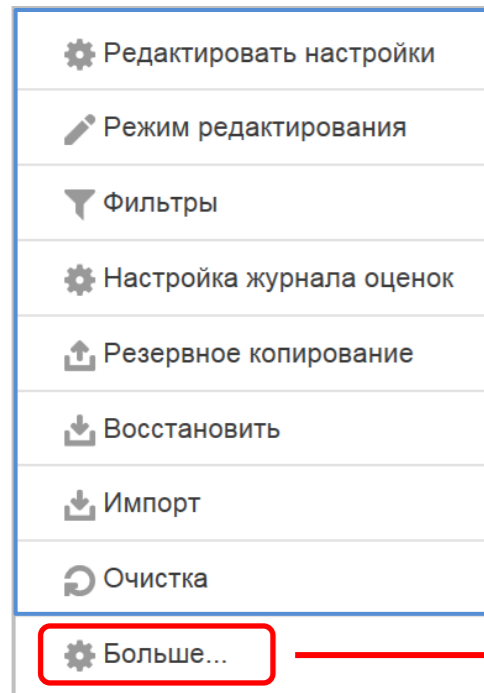 Редактировать настройки
Режим редактирования
Фильтры
Настройка журнала оценок
Резервное копирование
Восстановить
Импорт
Очистка
Больше...